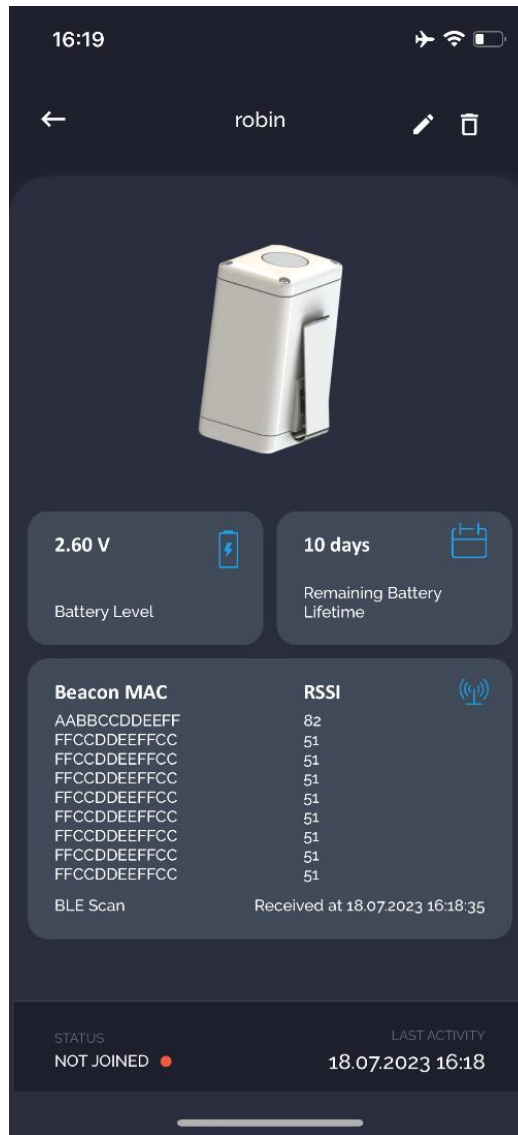 16:19
robin
2.60 V
Battery Level
10 days
Remaining Battery
Lifetime
Beacon MAC RSSI
AABBCCDDEEFF 82
FFCCDDEEFFCC 51
FFCCDDEEFFCC 51
FFCCDDEEFFCC 51
FFCCDDEEFFCC 51
FFCCDDEEFFCC 51
FFCCDDEEFFCC 51
FFCCDDEEFFCC 51
FFCCDDEEFFCC 51
BLE Scan Received at 18.07.2023 16:18:35
STATUS LAST ACTIVITY
NOT JOINED 18.07.2023 16:18